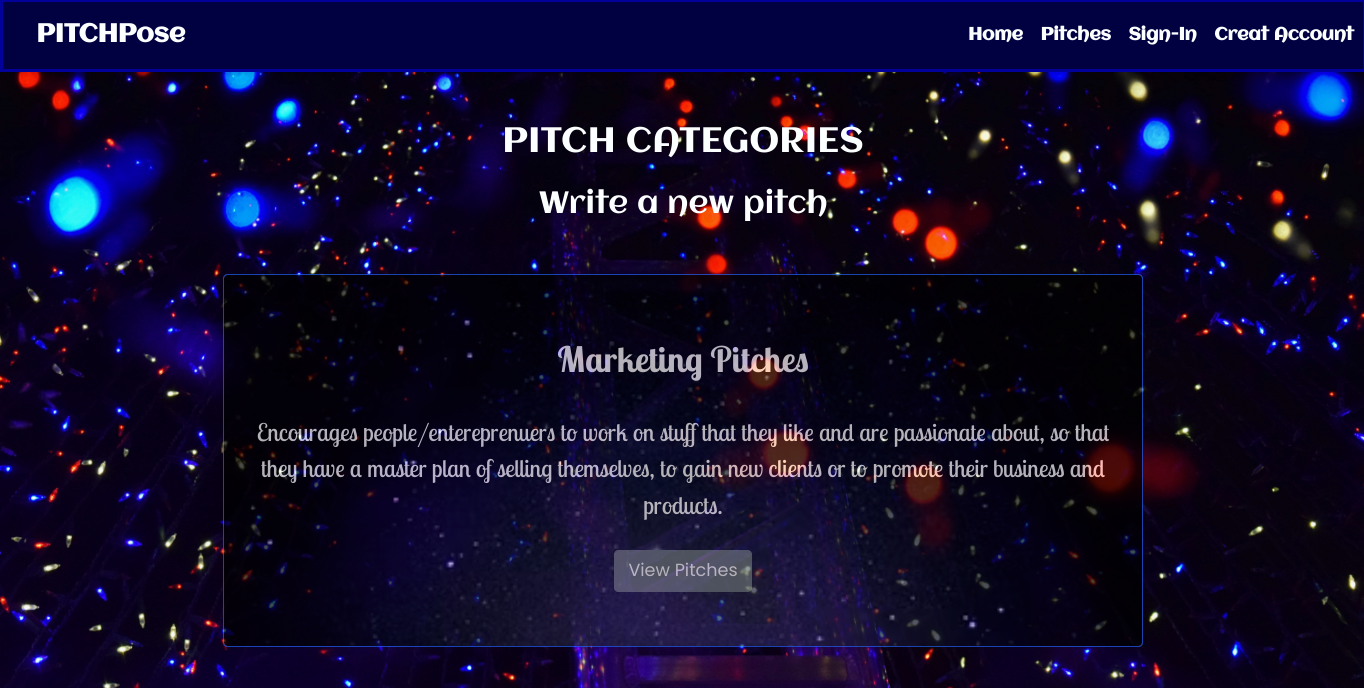 PITCHPose
Home Pitches Sign-In Creat Account
PITCH CATEGORIES
Write a new pitch
Marketing Pitches
Encourages people/entereprenuers to work on stuff that they like and are passionate about, so that
they have a master plan of selling themselves, to gain new clients or to promote their business and
products.
View Pitches